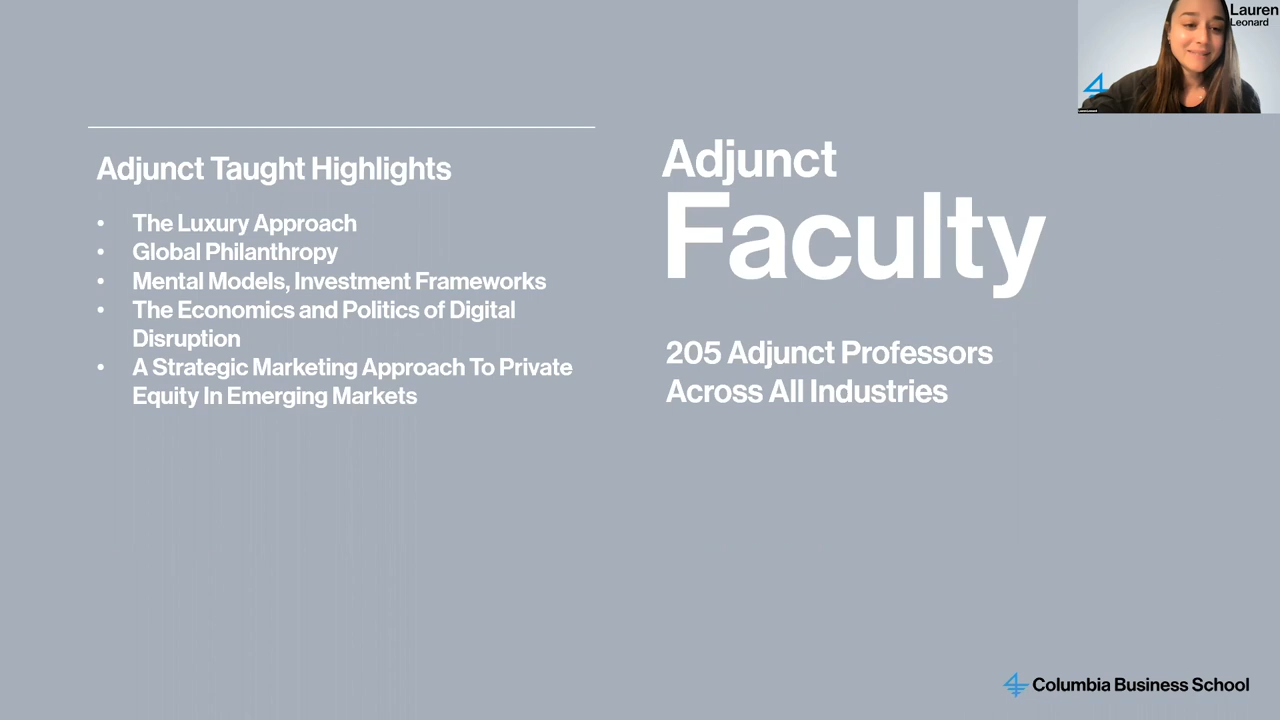 Lauren
Leonard
Adjunct Taught Highlights
• The Luxury Approach
• Global Philanthropy
• Mental Models, Investment Frameworks
• The Economics and Politics of Digital
Disruption
• A Strategic Marketing Approach To Private
Equity In Emerging Markets
Adjunct
Faculty
205 Adjunct Professors
Across All Industries
Columbia Business School